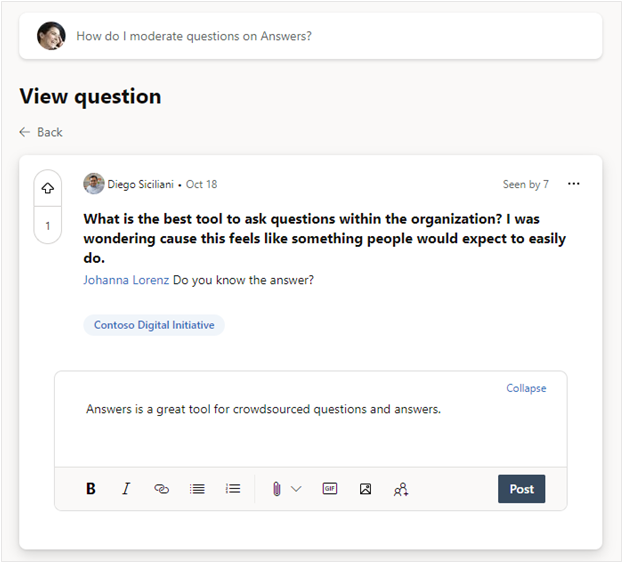 How do I moderate questions on Answers?
View question
Back
Diego Siciliani • Oct 18
Seen by 7
1
What is the best tool to ask questions within the organization? I was
wondering cause this feels like something people would expect to easily
do.
Johanna Lorenz Do you know the answer?
Contoso Digital Initiative
Collapse
Answers is a great tool for crowdsourced questions and answers.
B
I
GIF
Post